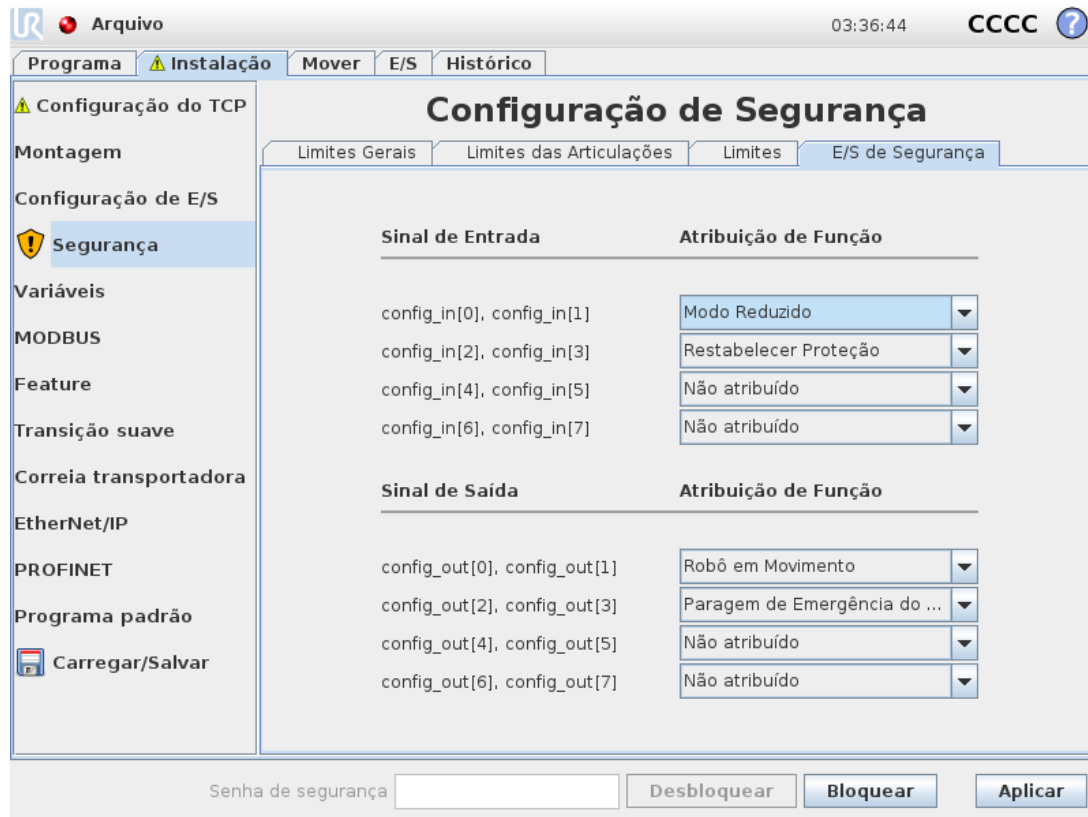 UR Arquivo 03:36:44 CCCC ?
Programa Instalação Mover E/S Histórico
Configuração do TCP
Montagem
Configuração de E/S
Segurança
Variáveis
MODBUS
Feature
Transição suave
Correia transportadora
EtherNet/IP
PROFINET
Programa padrão
Carregar/Salvar
Configuração de Segurança
Limites Gerais Limites das Articulações Limites E/S de Segurança
Sinal de Entrada Atribuição de Função
config_in[0], config_in[1] Modo Reduzido
config_in[2], config_in[3] Restabelecer Proteção
config_in[4], config_in[5] Não atribuído
config_in[6], config_in[7] Não atribuído
Sinal de Saída Atribuição de Função
config_out[0], config_out[1] Robô em Movimento
config_out[2], config_out[3] Paragem de Emergência do ...
config_out[4], config_out[5] Não atribuído
config_out[6], config_out[7] Não atribuído
Senha de segurança Desbloquear Bloquear Aplicar